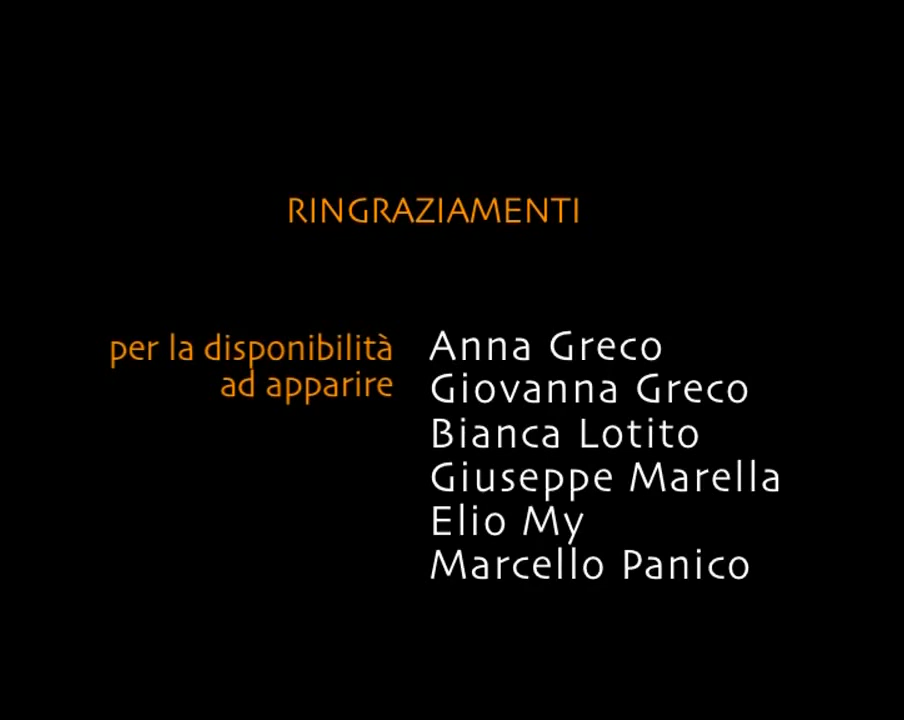 RINGRAZIAMENTI
per la disponibilità
ad apparire
Anna Greco
Giovanna Greco
Bianca Lotito
Giuseppe Marella
Elio My
Marcello Panico